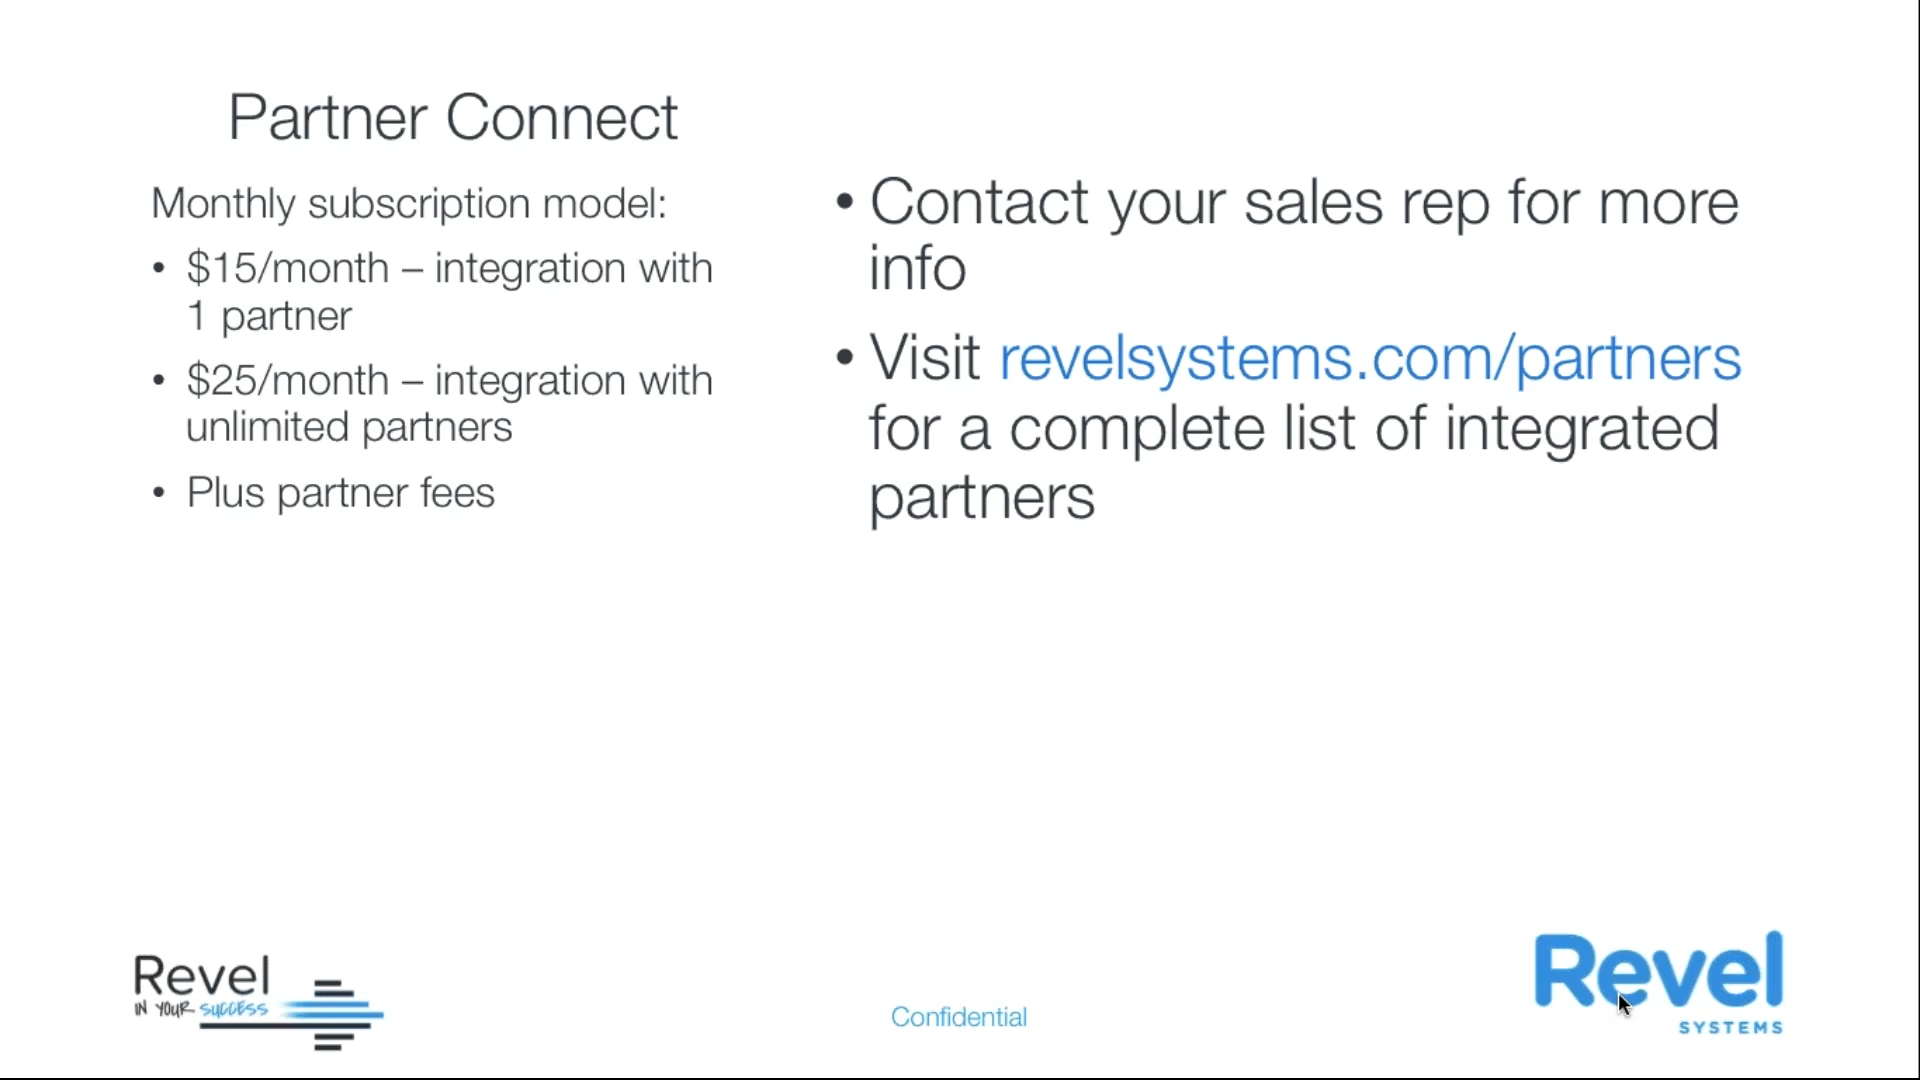 Partner Connect
Monthly subscription model:
• $15/month – integration with
1 partner
• $25/month – integration with
unlimited partners
• Plus partner fees
• Contact your sales rep for more
info
• Visit revelsystems.com/partners
for a complete list of integrated
partners
Revel
IN YOUR SUCCESS
Confidential
Revel
SYSTEMS